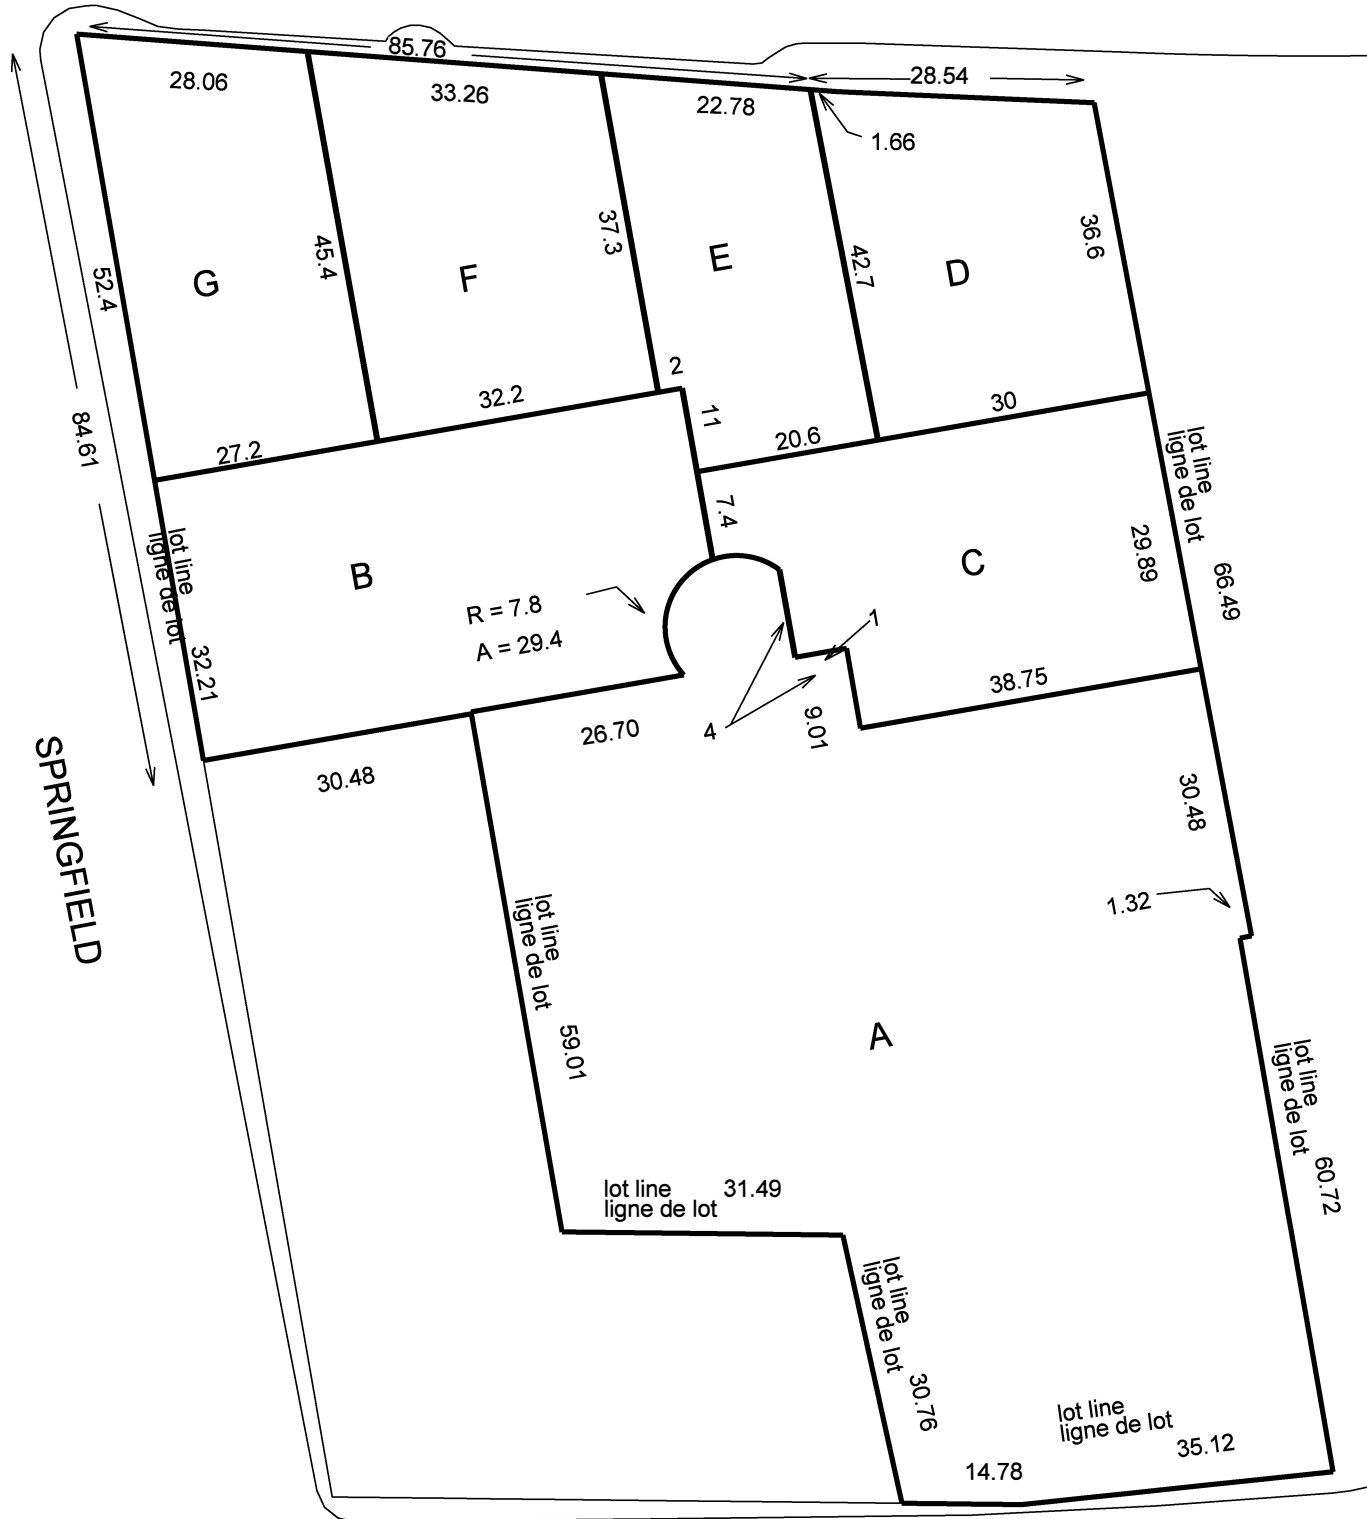 85.76
28.54
28.06
33.26
22.78
1.66
52.4
G
45.4
F
37.3
E
42.7
D
36.6
2
11
32.2
27.2
20.6
30
84.61
lot line
ligne de lot
32.21
B
R = 7.8
A = 29.4
7.4
C
29.89
lot line
ligne de lot
66.49
1
4
9.01
38.75
26.70
30.48
30.48
1.32
SPRINGFIELD
lot line
ligne de lot
59.01
A
lot line
ligne de lot
60.72
lot line
ligne de lot
31.49
lot line
ligne de lot
30.76
lot line
ligne de lot
14.78
35.12